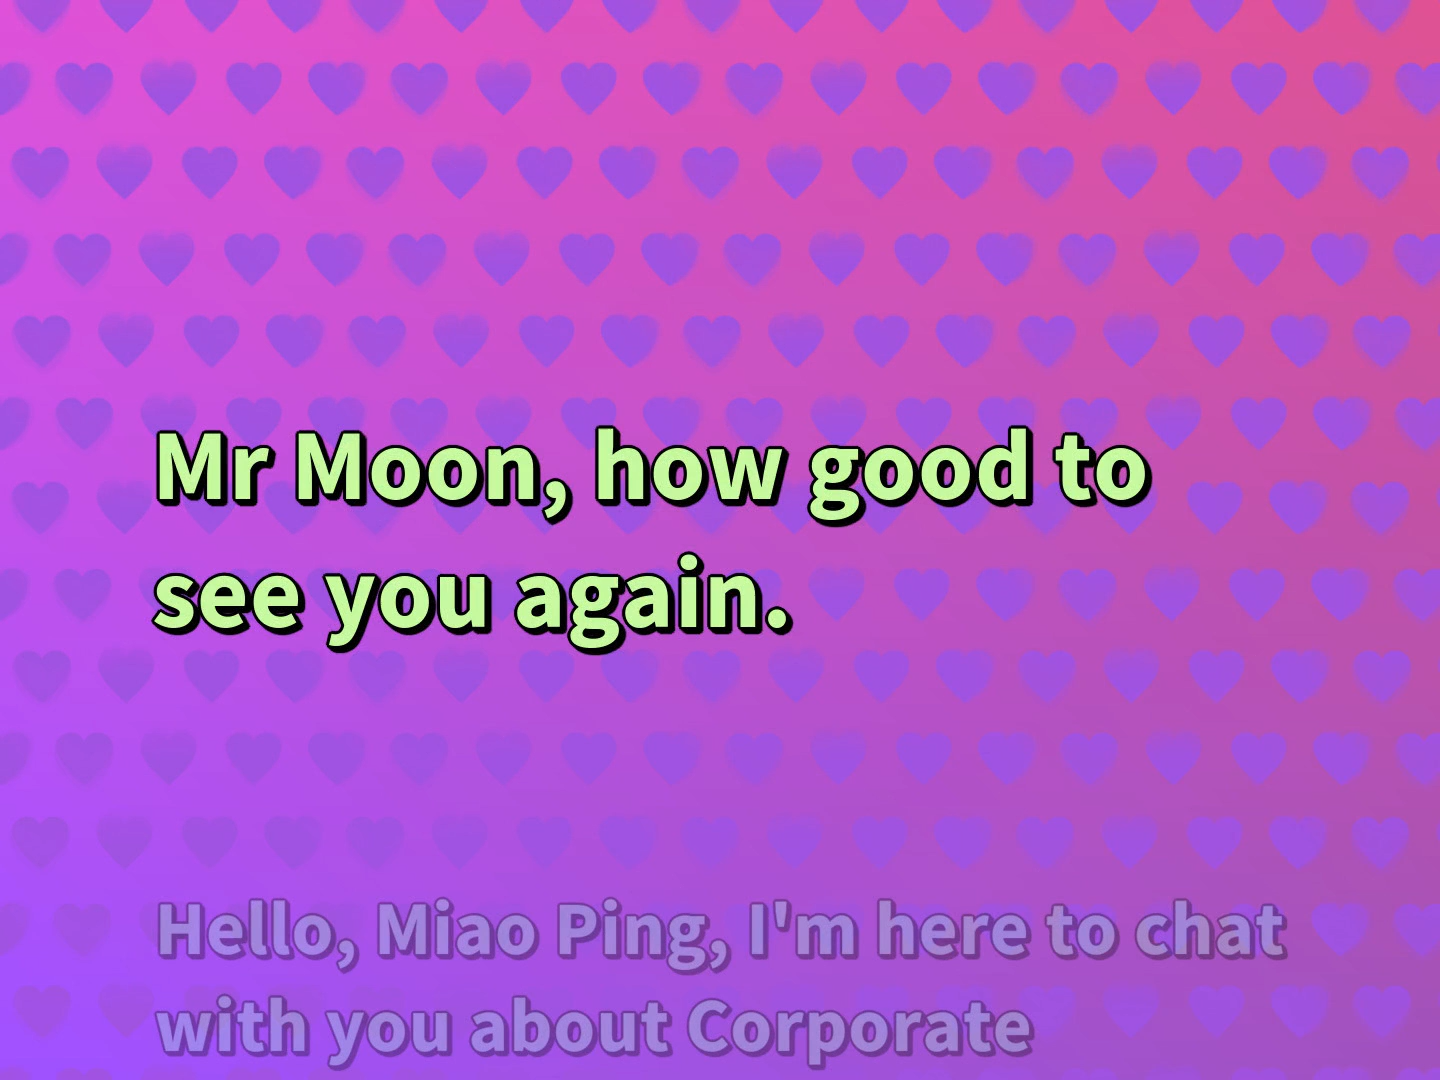 Mr Moon, how good to
see you again.
Hello, Miao Ping, I'm here to chat
with you about Corporate